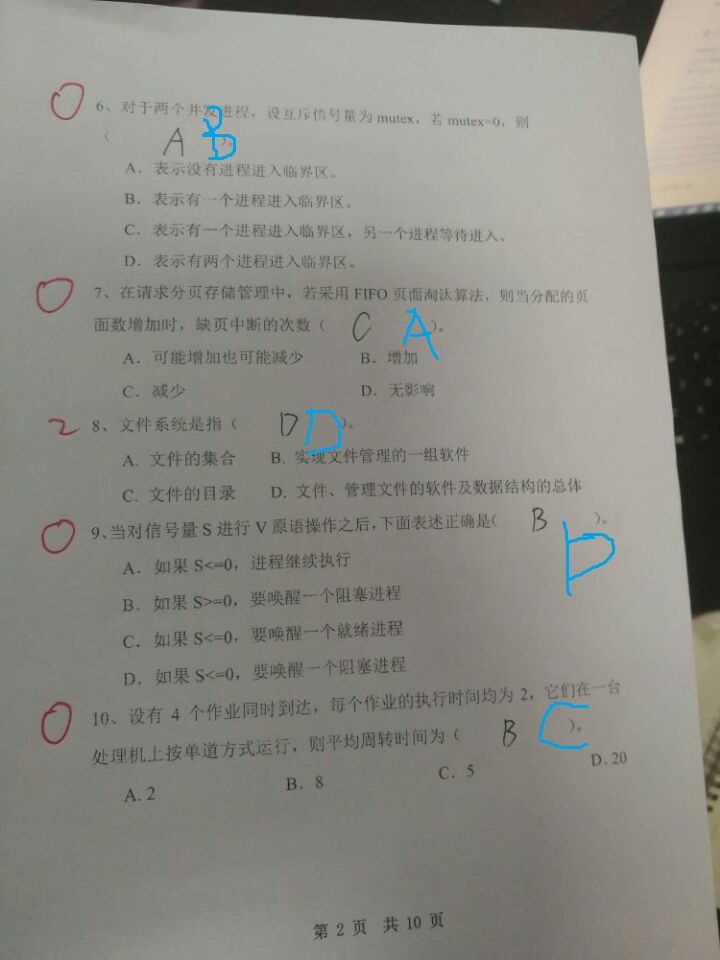 0 6、对于两个并发进程，设互斥信号量为 mutex，若 mutex=0，则
（ A B ）。
A．表示没有进程进入临界区。
B．表示有一个进程进入临界区。
C．表示有一个进程进入临界区，另一个进程等待进入。
D．表示有两个进程进入临界区。
0 7、在请求分页存储管理中，若采用 FIFO 页面淘汰算法，则当分配的页
面数增加时，缺页中断的次数（ C A ）。
A．可能增加也可能减少 B．增加
C．减少 D．无影响
2 8、文件系统是指（ D D ）。
A. 文件的集合 B. 实现文件管理的一组软件
C. 文件的目录 D. 文件、管理文件的软件及数据结构的总体
0 9、当对信号量 S 进行 V 原语操作之后，下面表述正确是（ B D ）。
A．如果 S<=0，进程继续执行
B．如果 S>=0，要唤醒一个阻塞进程
C．如果 S<=0，要唤醒一个就绪进程
D．如果 S<=0，要唤醒一个阻塞进程
0 10、设有 4 个作业同时到达，每个作业的执行时间均为 2，它们在一台
处理机上按单道方式运行，则平均周转时间为（ B C ）。
A. 2 B．8 C．5 D. 20
第 2 页 共 10 页